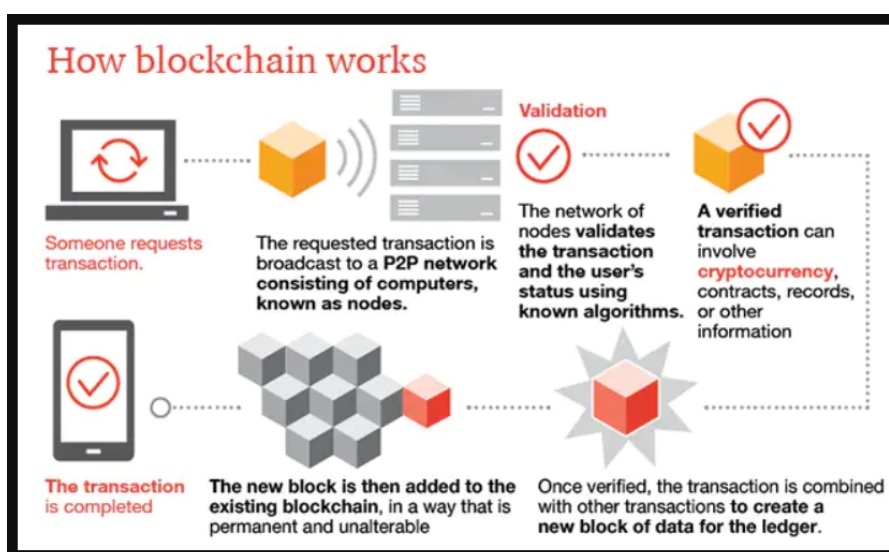 How blockchain works
Someone requests
transaction.
The requested transaction is
broadcast to a P2P network
consisting of computers,
known as nodes.
Validation
The network of
nodes validates
the transaction
and the user's
status using
known algorithms.
A verified
transaction can
involve
cryptocurrency,
contracts, records,
or other
information
Once verified, the transaction is combined
with other transactions to create a
new block of data for the ledger.
The new block is then added to the
existing blockchain, in a way that is
permanent and unalterable
The transaction
is completed